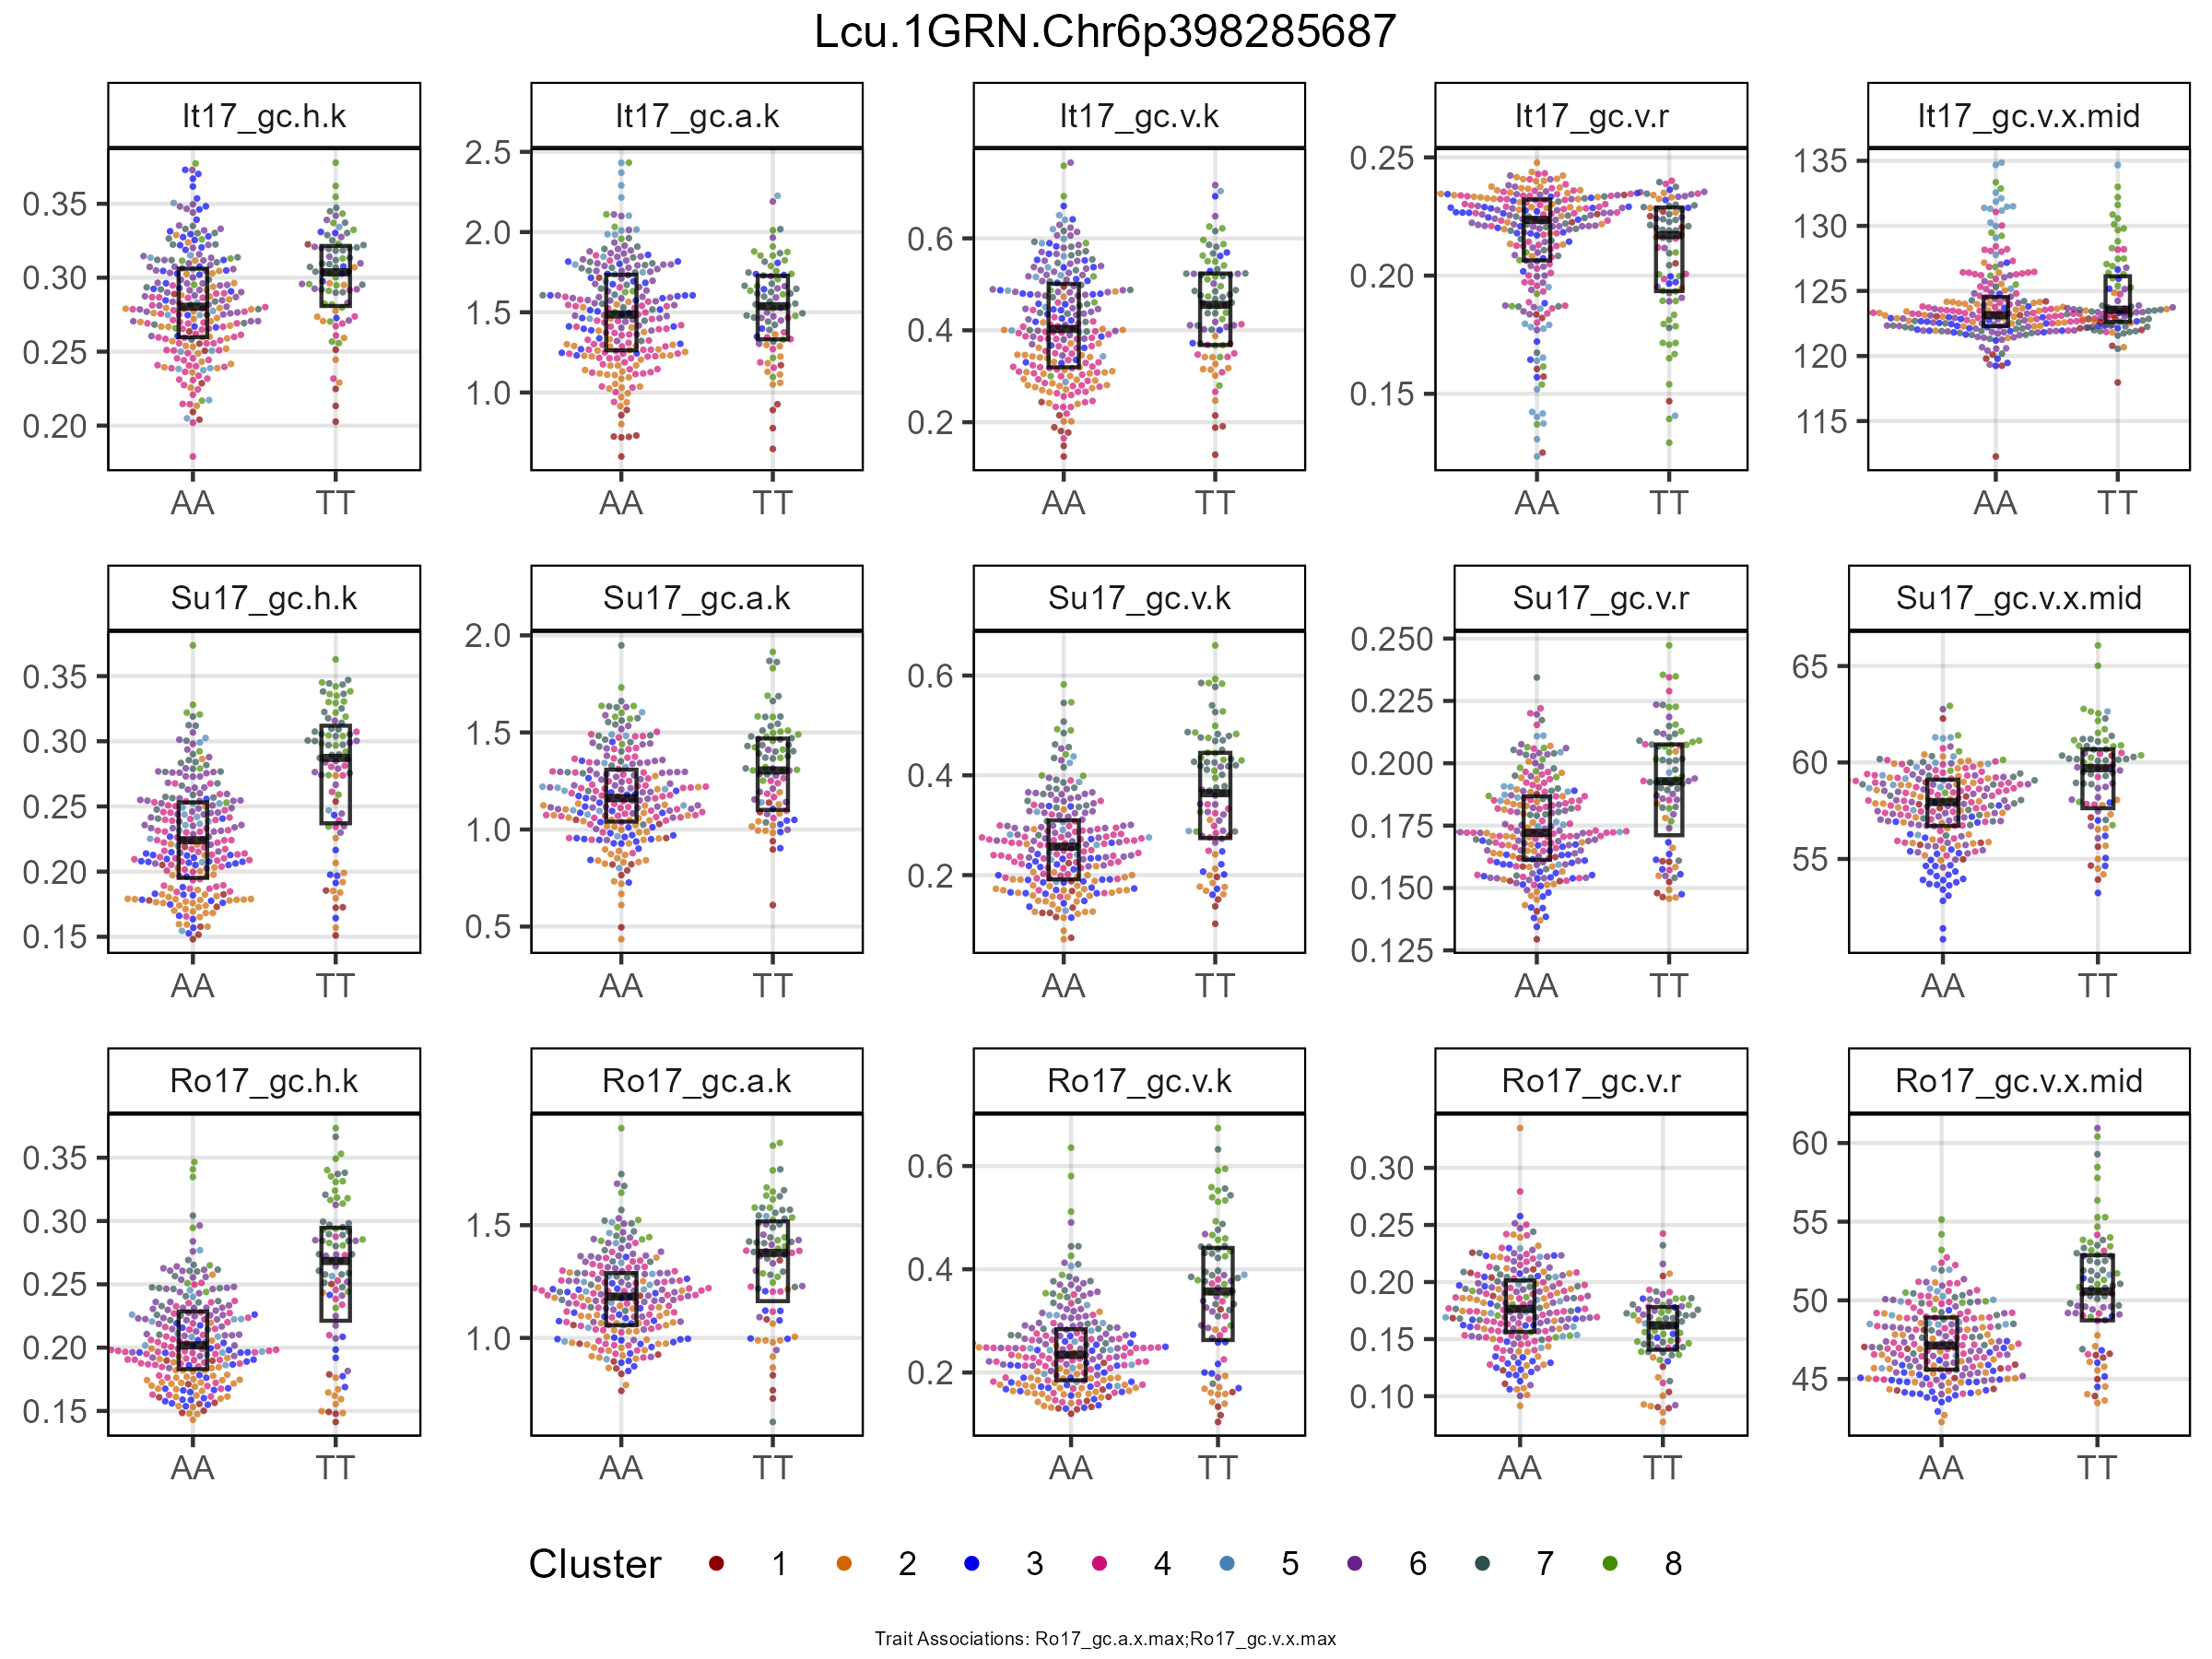 Lcu.1GRN.Chr6p398285687
It17_gc.h.k
It17_gc.a.k
It17_gc.v.k
It17_gc.v.r
It17_gc.v.x.mid
0.35
0.30
0.25
0.20
AA TT
2.5
2.0
1.5
1.0
AA TT
0.6
0.4
0.2
AA TT
0.25
0.20
0.15
AA TT
135
130
125
120
115
AA TT
Su17_gc.h.k
Su17_gc.a.k
Su17_gc.v.k
Su17_gc.v.r
Su17_gc.v.x.mid
0.35
0.30
0.25
0.20
0.15
AA TT
2.0
1.5
1.0
0.5
AA TT
0.6
0.4
0.2
AA TT
0.250
0.225
0.200
0.175
0.150
0.125
AA TT
65
60
55
AA TT
Ro17_gc.h.k
Ro17_gc.a.k
Ro17_gc.v.k
Ro17_gc.v.r
Ro17_gc.v.x.mid
0.35
0.30
0.25
0.20
0.15
AA TT
1.5
1.0
AA TT
0.6
0.4
0.2
AA TT
0.30
0.25
0.20
0.15
0.10
AA TT
60
55
50
45
AA TT
Cluster 1 2 3 4 5 6 7 8
Trait Associations: Ro17_gc.a.x.max;Ro17_gc.v.x.max